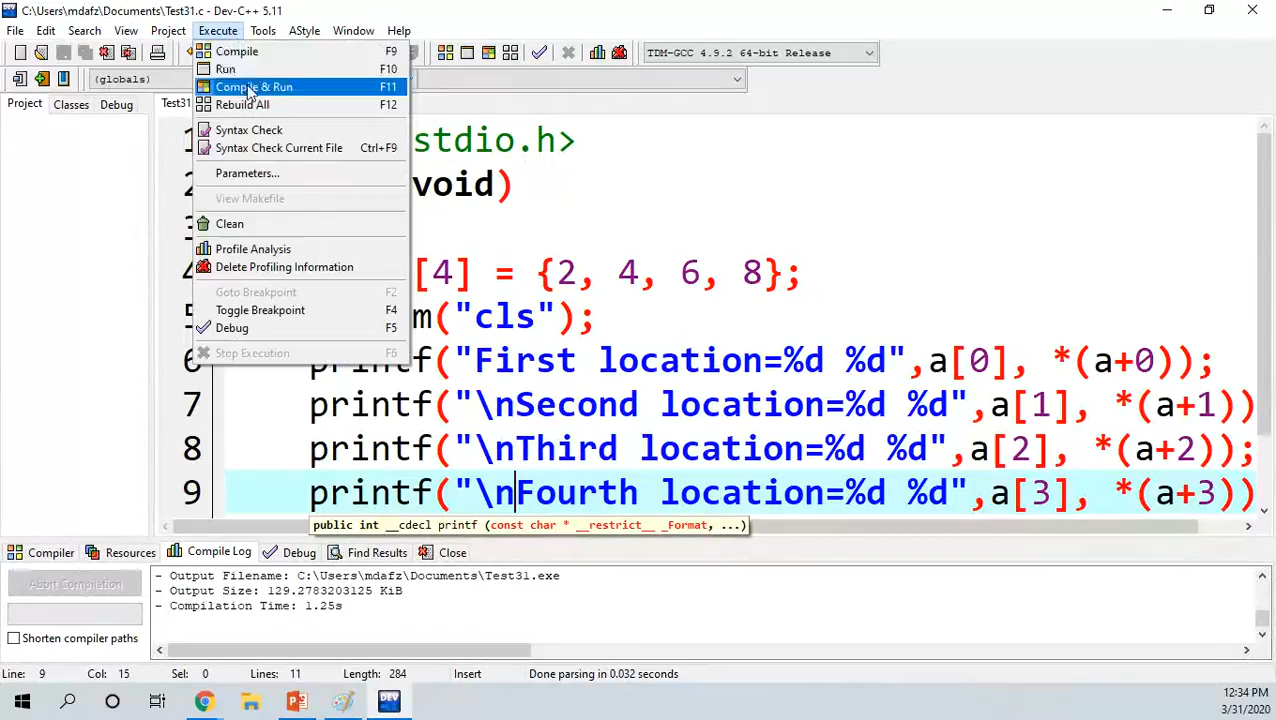 C:\Users\mdafz\Documents\Test31.c - Dev-C++ 5.11
File Edit Search View Project Execute Tools AStyle Window Help
TDM-GCC 4.9.2 64-bit Release
(globals)
Project Classes Debug Test31
Compile F9
Run F10
Compile & Run F11
Rebuild All F12
Syntax Check
Syntax Check Current File Ctrl+F9
Parameters...
View Makefile
Clean
Profile Analysis
Delete Profiling Information
Goto Breakpoint F2
Toggle Breakpoint F4
Debug F5
Stop Execution F6
stdio.h>
void)
[4] = {2, 4, 6, 8};
m("cls");
printf("First location=%d %d",a[0], *(a+0));
7 printf("\nSecond location=%d %d",a[1], *(a+1))
8 printf("\nThird location=%d %d",a[2], *(a+2));
9 printf("\nFourth location=%d %d",a[3], *(a+3))
public int __cdecl printf (const char * __restrict__ _Format, ...)
Compiler Resources Compile Log Debug Find Results Close
Abort Compilation
Shorten compiler paths
- Output Filename: C:\Users\mdafz\Documents\Test31.exe
- Output Size: 129.2783203125 KiB
- Compilation Time: 1.25s
Line: 9 Col: 15 Sel: 0 Lines: 11 Length: 284 Insert Done parsing in 0.032 seconds
DEV
12:34 PM
3/31/2020